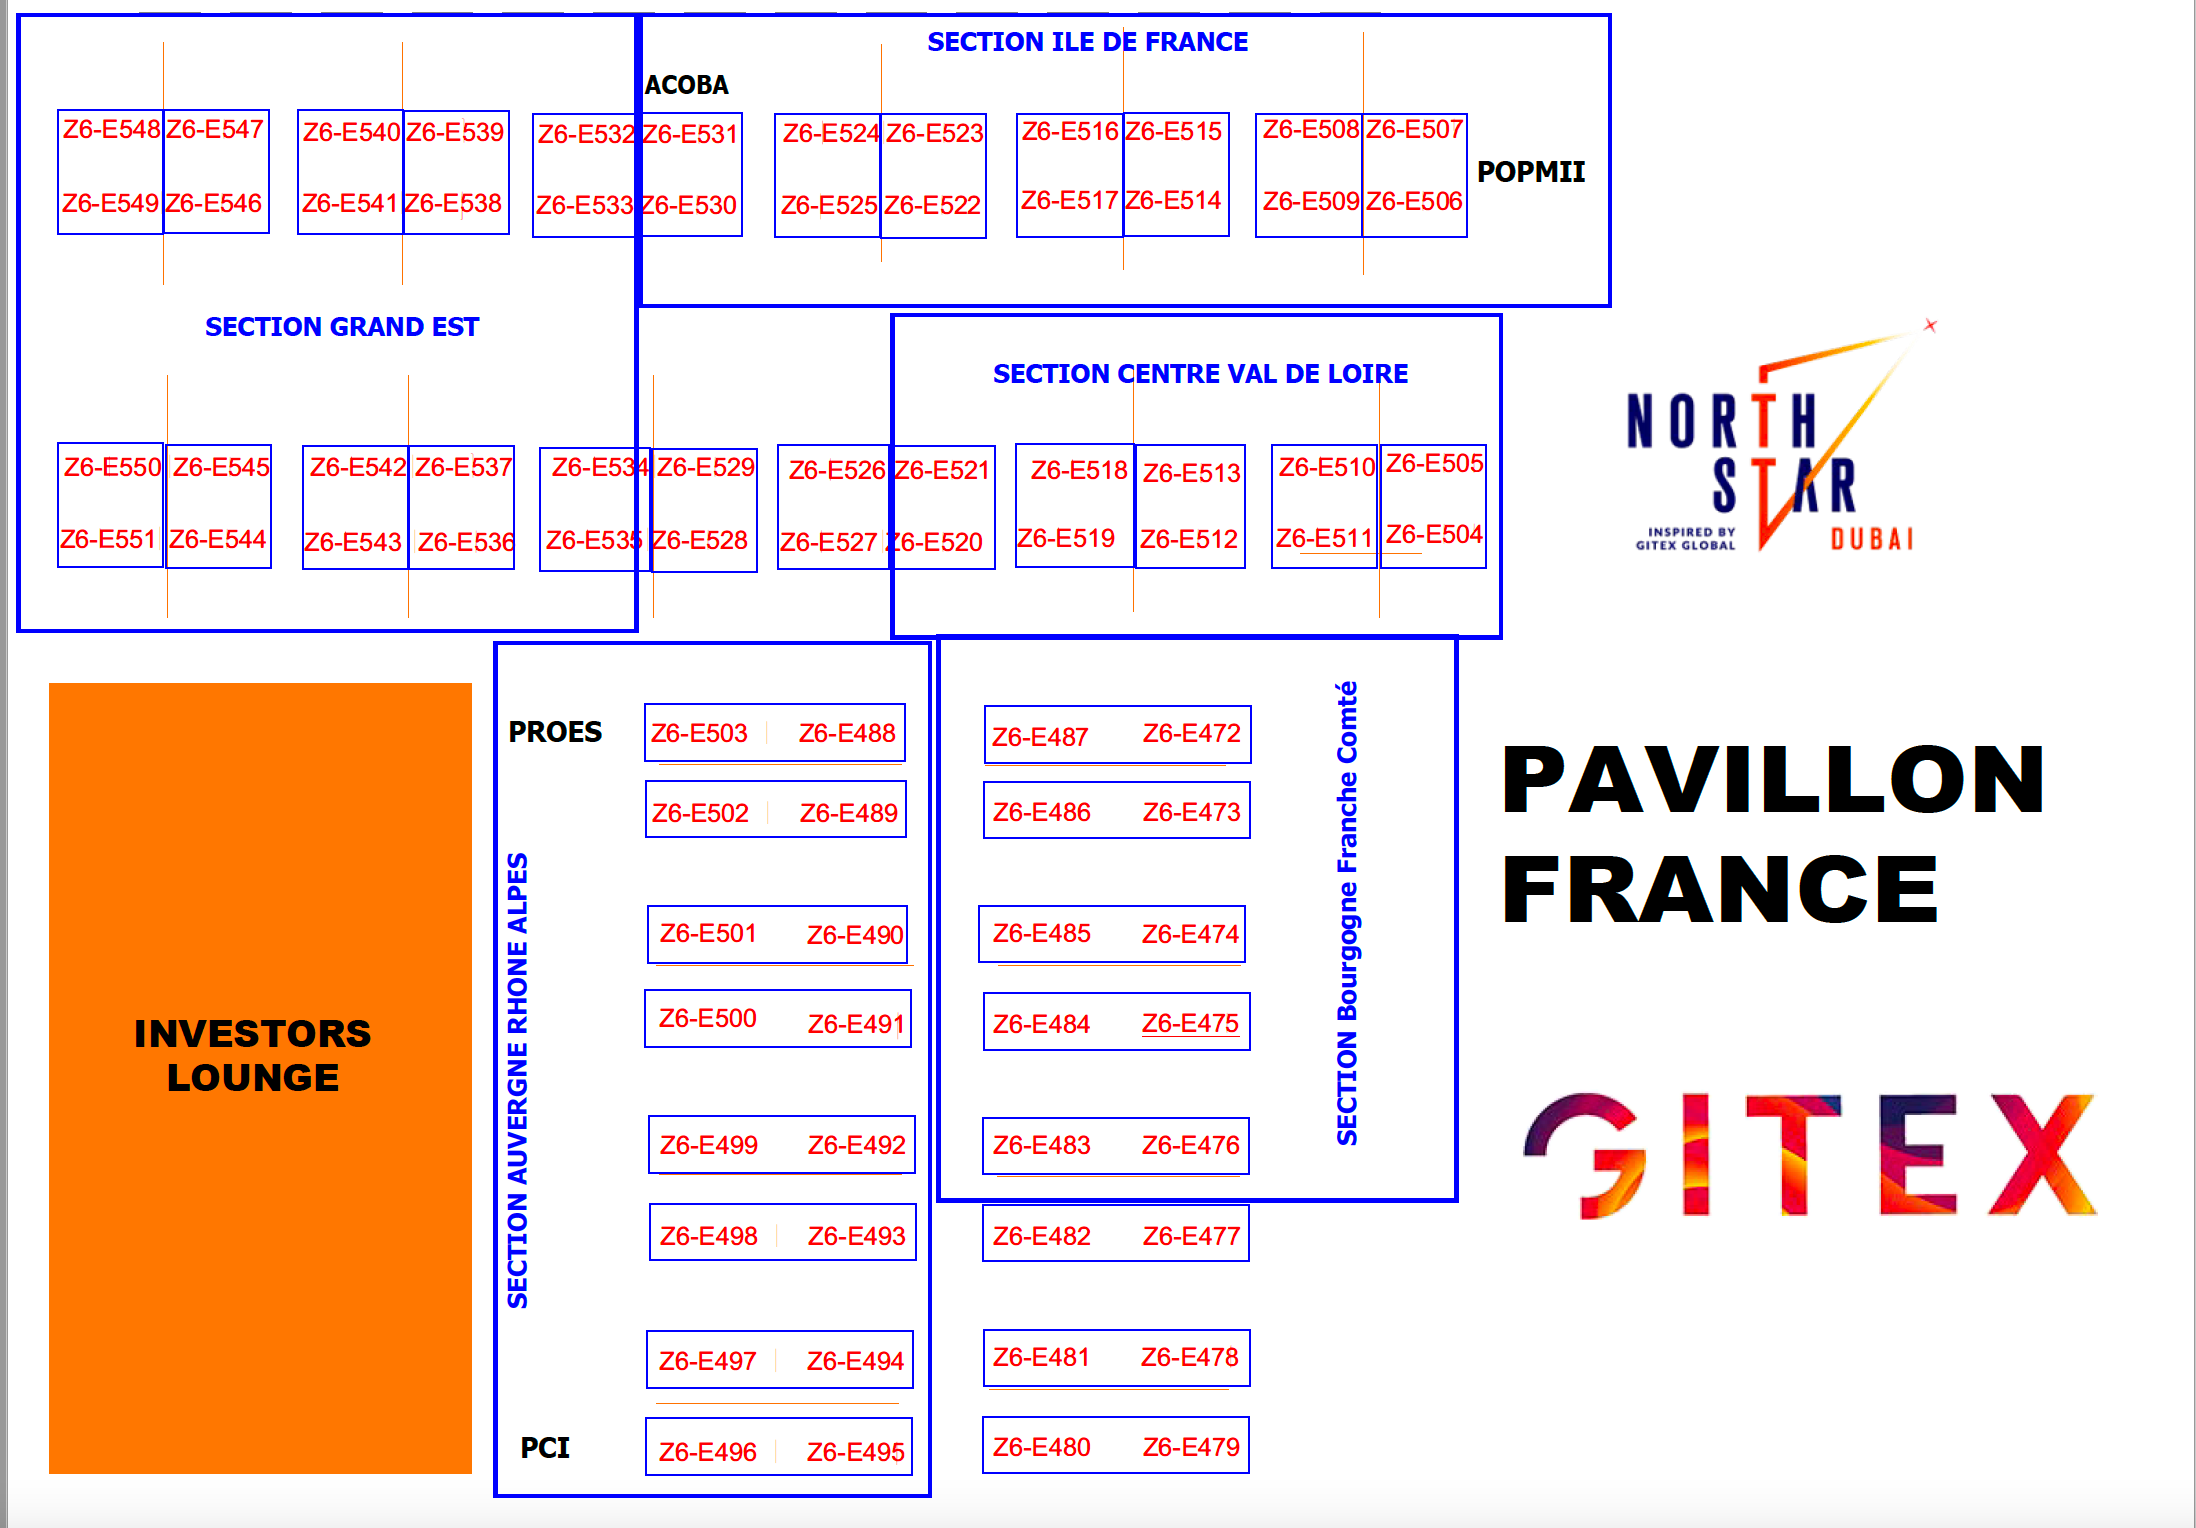 SECTION ILE DE FRANCE
ACOBA
Z6-E548 Z6-E547 Z6-E540 Z6-E539 Z6-E532 Z6-E531 Z6-E524 Z6-E523 Z6-E516 Z6-E515 Z6-E508 Z6-E507
POPMII
Z6-E549 Z6-E546 Z6-E541 Z6-E538 Z6-E533 Z6-E530 Z6-E525 Z6-E522 Z6-E517 Z6-E514 Z6-E509 Z6-E506
SECTION GRAND EST
SECTION CENTRE VAL DE LOIRE
Z6-E550 Z6-E545 Z6-E542 Z6-E537 Z6-E534 Z6-E529 Z6-E526 Z6-E521 Z6-E518 Z6-E513 Z6-E510 Z6-E505
Z6-E551 Z6-E544 Z6-E543 Z6-E536 Z6-E535 Z6-E528 Z6-E527 Z6-E520 Z6-E519 Z6-E512 Z6-E511 Z6-E504
NORTH
STAR
INSPIRED BY
GITEX GLOBAL
DUBAI
INVESTORS
LOUNGE
SECTION AUVERGNE RHONE ALPES
PROES
Z6-E503 Z6-E488
Z6-E502 Z6-E489
Z6-E501 Z6-E490
Z6-E500 Z6-E491
Z6-E499 Z6-E492
Z6-E498 Z6-E493
Z6-E497 Z6-E494
PCI
Z6-E496 Z6-E495
Z6-E487 Z6-E472
Z6-E486 Z6-E473
Z6-E485 Z6-E474
Z6-E484 Z6-E475
Z6-E483 Z6-E476
Z6-E482 Z6-E477
Z6-E481 Z6-E478
Z6-E480 Z6-E479
SECTION Bourgogne Franche Comté
PAVILLON
FRANCE
GITEX